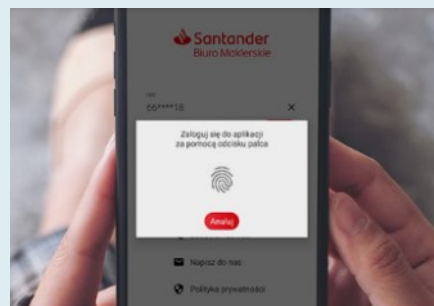 Santander
Biuro Maklerskie
NIK
66****18
Zaloguj się do aplikacji
za pomocą odcisku palca
Anuluj
Napisz do nas
Polityka prywatności